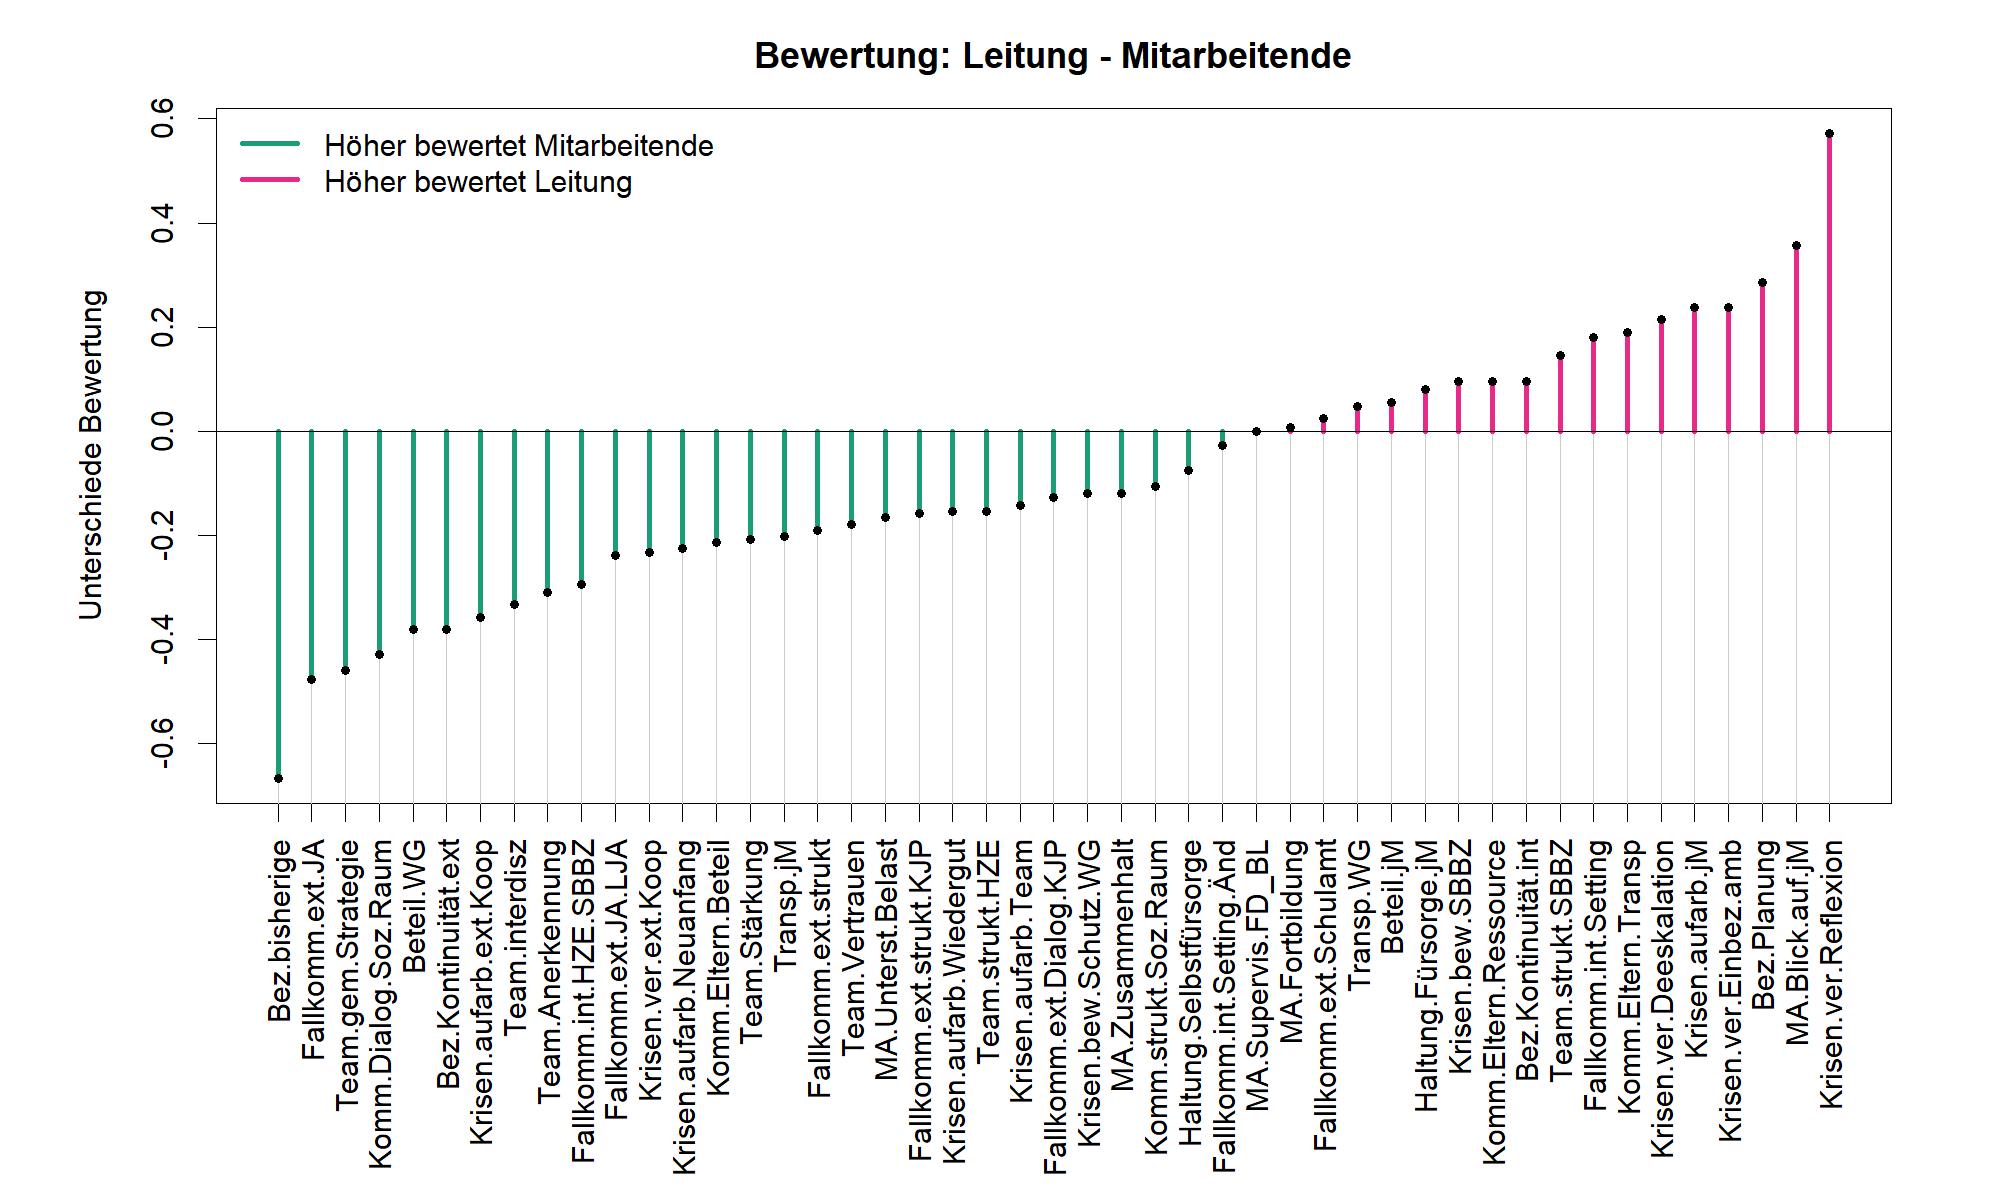 Bewertung: Leitung - Mitarbeitende
Höher bewertet Mitarbeitende
Höher bewertet Leitung
Unterschiede Bewertung
0.6
0.4
0.2
0.0
-0.2
-0.4
-0.6
Bez.bisherige
Fallkomm.ext.JA
Team.gem.Strategie
Komm.Dialog.Soz.Raum
Beteil.WG
Bez.Kontinuität.ext
Krisen.aufarb.ext.Koop
Team.interdisz
Team.Anerkennung
Fallkomm.int.HZE.SBBZ
Fallkomm.ext.JA.LJA
Krisen.ver.ext.Koop
Krisen.aufarb.Neuanfang
Komm.Eltern.Beteil
Team.Stärkung
Transp.jM
Fallkomm.ext.strukt
Team.Vertrauen
MA.Unterst.Belast
Fallkomm.ext.strukt.KJP
Krisen.aufarb.Wiedergut
Team.strukt.HZE
Krisen.aufarb.Team
Fallkomm.ext.Dialog.KJP
Krisen.bew.Schutz.WG
MA.Zusammenhalt
Komm.strukt.Soz.Raum
Haltung.Selbstfürsorge
Fallkomm.int.Setting.Änd
MA.Supervis.FD_BL
MA.Fortbildung
Fallkomm.ext.Schulamt
Transp.WG
Beteil.jM
Haltung.Fürsorge.jM
Krisen.bew.SBBZ
Komm.Eltern.Ressource
Bez.Kontinuität.int
Team.strukt.SBBZ
Fallkomm.int.Setting
Komm.Eltern.Transp
Krisen.ver.Deeskalation
Krisen.aufarb.jM
Krisen.ver.Einbez.amb
Bez.Planung
MA.Blick.auf.jM
Krisen.ver.Reflexion